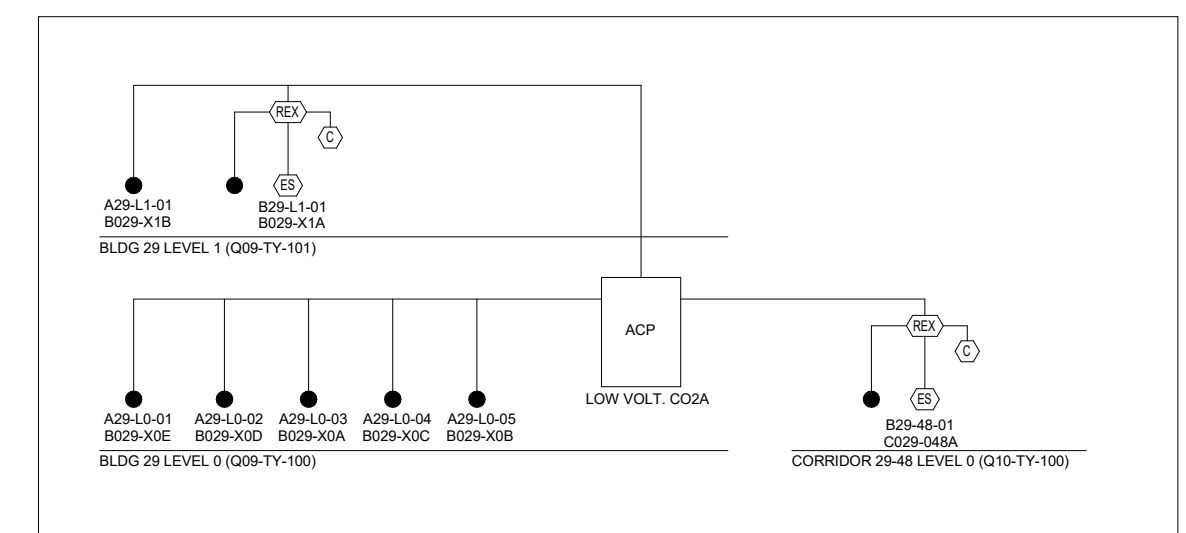 REX
C
ES
A29-L1-01
B029-X1B
B29-L1-01
B029-X1A
BLDG 29 LEVEL 1 (Q09-TY-101)
ACP
LOW VOLT. CO2A
REX
C
ES
A29-L0-01
B029-X0E
A29-L0-02
B029-X0D
A29-L0-03
B029-X0A
A29-L0-04
B029-X0C
A29-L0-05
B029-X0B
BLDG 29 LEVEL 0 (Q09-TY-100)
B29-48-01
C029-048A
CORRIDOR 29-48 LEVEL 0 (Q10-TY-100)